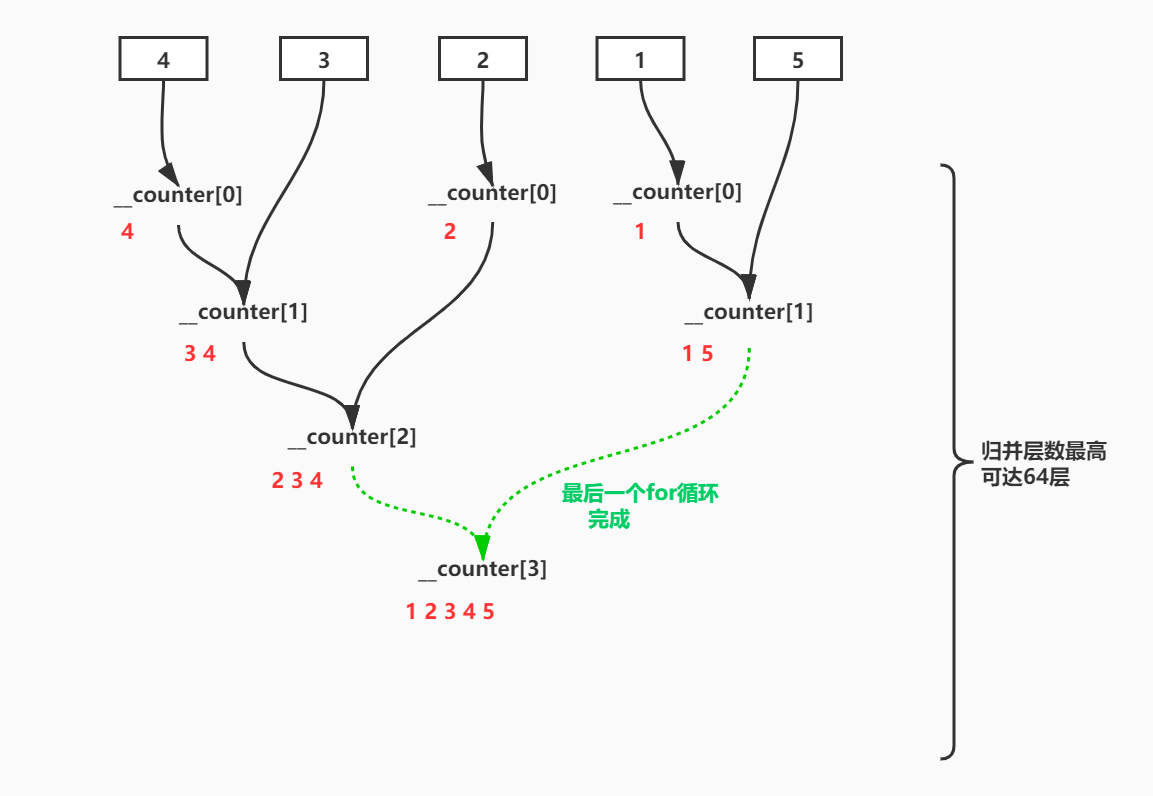 4 3 2 1 5
__counter[0] __counter[0] __counter[0]
4 2 1
__counter[1] __counter[1]
3 4 1 5
__counter[2]
2 3 4
归并层数最高
可达64层
最后一个for循环
完成
__counter[3]
1 2 3 4 5